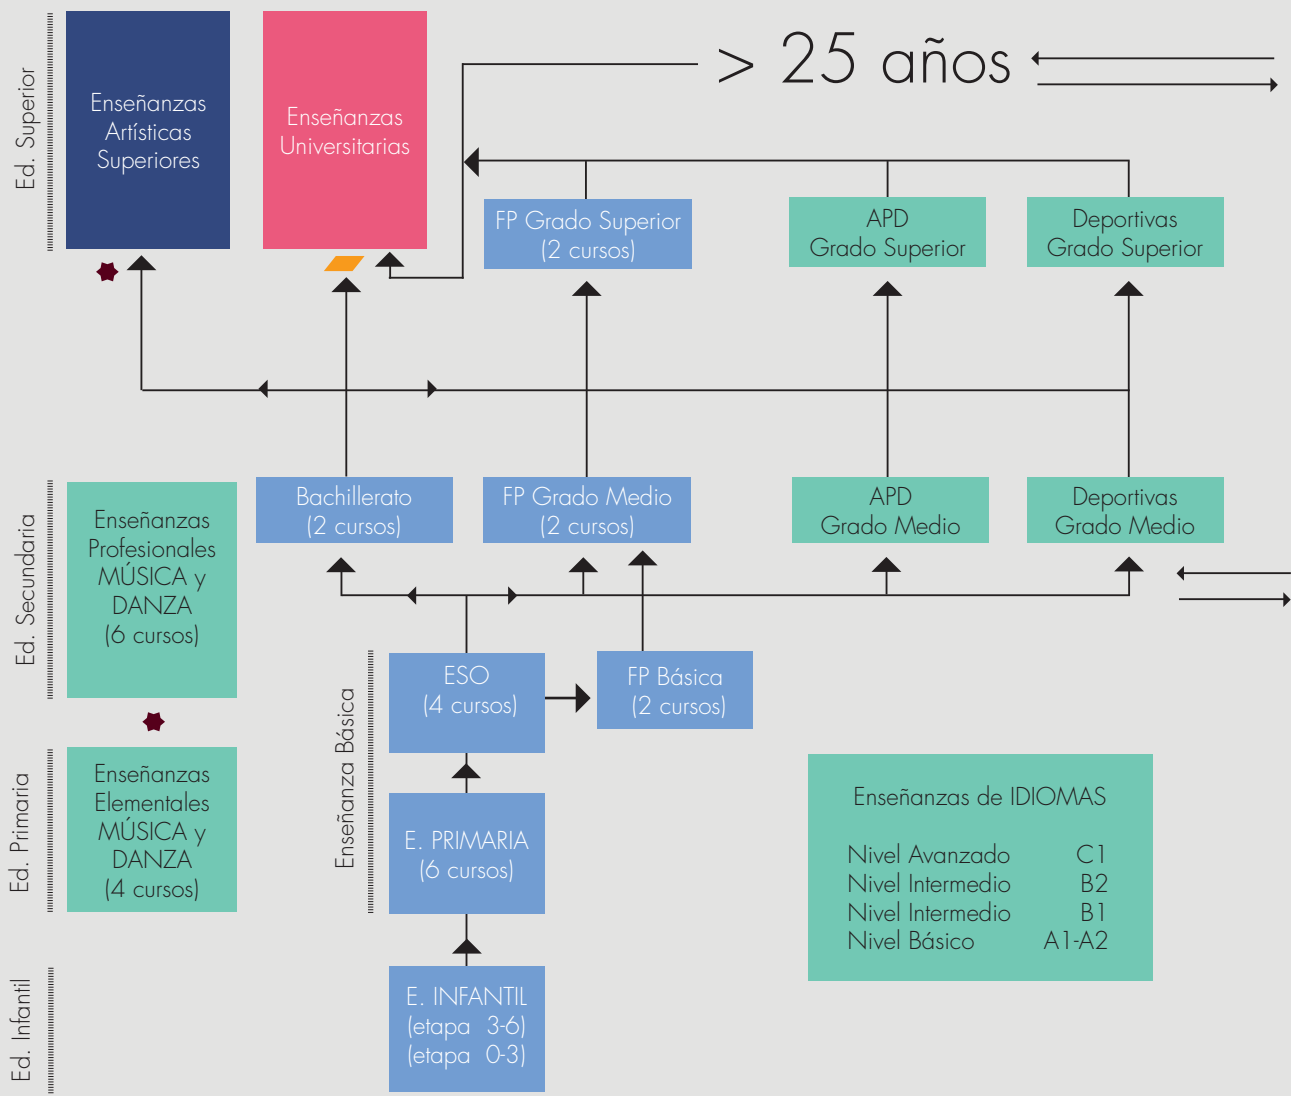 Ed. Superior
Enseñanzas
Artísticas
Superiores
Enseñanzas
Universitarias
> 25 años
FP Grado Superior
(2 cursos)
APD
Grado Superior
Deportivas
Grado Superior
Ed. Secundaria
Enseñanzas
Profesionales
MÚSICA y
DANZA
(6 cursos)
Bachillerato
(2 cursos)
FP Grado Medio
(2 cursos)
APD
Grado Medio
Deportivas
Grado Medio
Enseñanza Básica
ESO
(4 cursos)
FP Básica
(2 cursos)
Ed. Primaria
Enseñanzas
Elementales
MÚSICA y
DANZA
(4 cursos)
E. PRIMARIA
(6 cursos)
Enseñanzas de IDIOMAS
Nivel Avanzado C1
Nivel Intermedio B2
Nivel Intermedio B1
Nivel Básico A1-A2
Ed. Infantil
E. INFANTIL
(etapa 3-6)
(etapa 0-3)